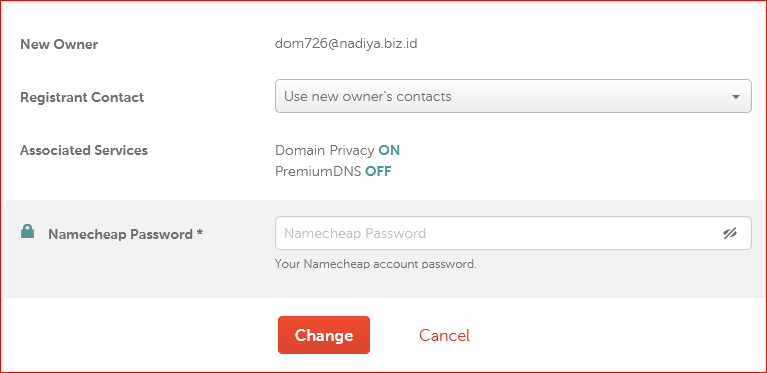 New Owner dom726@nadiya.biz.id
Registrant Contact Use new owner's contacts
Associated Services Domain Privacy ON
PremiumDNS OFF
Namecheap Password * Namecheap Password
Your Namecheap account password.
Change Cancel